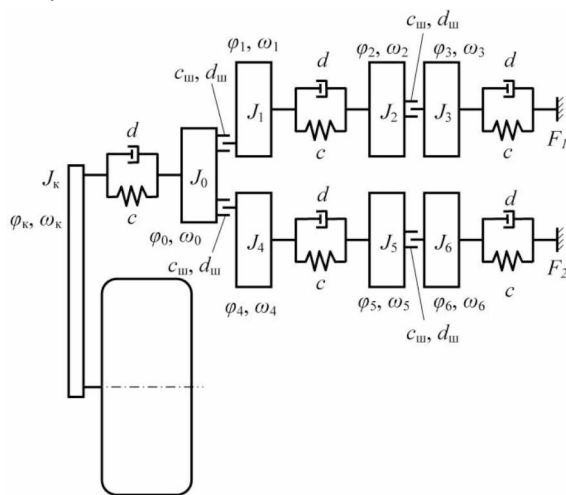 φ₁, ω₁
cш, dш
d
J₁
c
φ₂, ω₂
cш, dш
J₂
φ₃, ω₃
J₃
d
c
F₁
Jк
d
c
J₀
φк, ωк
φ₀, ω₀
cш, dш
J₄
φ₄, ω₄
d
c
J₅
φ₅, ω₅
cш, dш
J₆
φ₆, ω₆
d
c
F₂